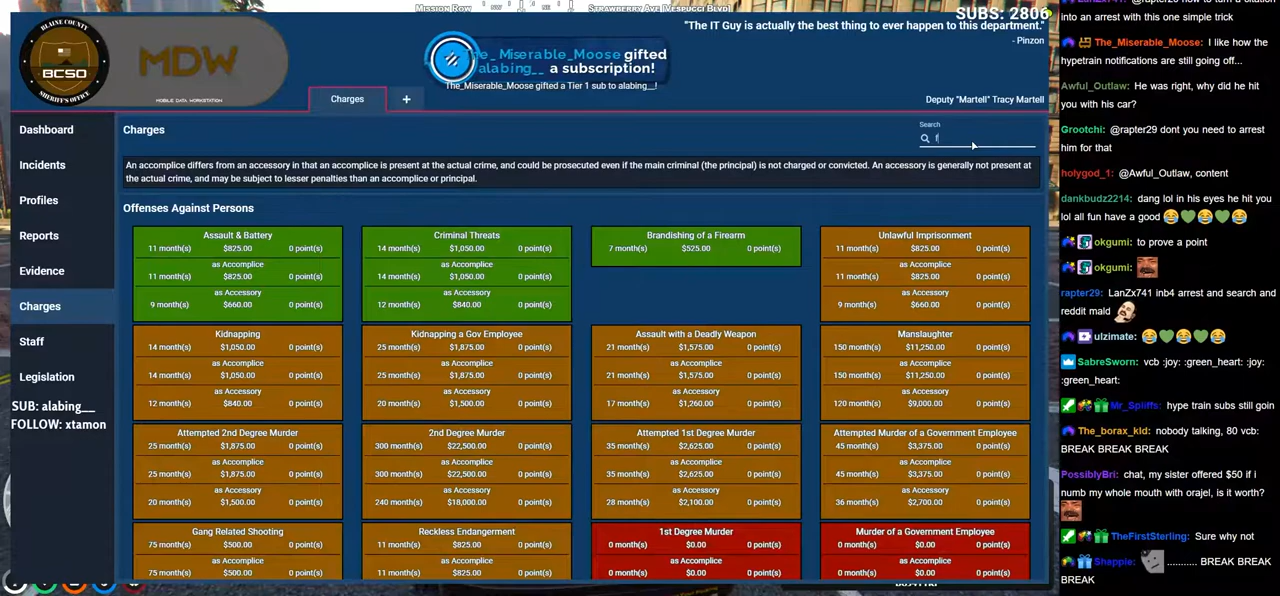 Mission Row
Strawberry Ave [Vespucci Blvd]
SUBS: 2806
"The IT Guy is actually the best thing to ever happen to this department."
- Pinzon
BLAINE COUNTY
BCSO
SHERIFF'S OFFICE
MDW
MOBILE DATA WORKSTATION
The_Miserable_Moose gifted
alabing__ a subscription!
The_Miserable_Moose gifted a Tier 1 sub to alabing__!
Charges
+
Deputy "Martell" Tracy Martell
Dashboard
Incidents
Profiles
Reports
Evidence
Charges
Staff
Legislation
SUB: alabing__
FOLLOW: xtamon
Charges
Search
f
An accomplice differs from an accessory in that an accomplice is present at the actual crime, and could be prosecuted even if the main criminal (the principal) is not charged or convicted. An accessory is generally not present at
the actual crime, and may be subject to lesser penalties than an accomplice or principal.
Offenses Against Persons
Assault & Battery
11 month(s) $825.00 0 point(s)
as Accomplice
11 month(s) $825.00 0 point(s)
as Accessory
9 month(s) $660.00 0 point(s)
Criminal Threats
14 month(s) $1,050.00 0 point(s)
as Accomplice
14 month(s) $1,050.00 0 point(s)
as Accessory
12 month(s) $840.00 0 point(s)
Brandishing of a Firearm
7 month(s) $525.00 0 point(s)
Unlawful Imprisonment
11 month(s) $825.00 0 point(s)
as Accomplice
11 month(s) $825.00 0 point(s)
as Accessory
9 month(s) $660.00 0 point(s)
Kidnapping
14 month(s) $1,050.00 0 point(s)
as Accomplice
14 month(s) $1,050.00 0 point(s)
as Accessory
12 month(s) $840.00 0 point(s)
Kidnapping a Gov Employee
25 month(s) $1,875.00 0 point(s)
as Accomplice
25 month(s) $1,875.00 0 point(s)
as Accessory
20 month(s) $1,500.00 0 point(s)
Assault with a Deadly Weapon
21 month(s) $1,575.00 0 point(s)
as Accomplice
21 month(s) $1,575.00 0 point(s)
as Accessory
17 month(s) $1,260.00 0 point(s)
Manslaughter
150 month(s) $11,250.00 0 point(s)
as Accomplice
150 month(s) $11,250.00 0 point(s)
as Accessory
120 month(s) $9,000.00 0 point(s)
Attempted 2nd Degree Murder
25 month(s) $1,875.00 0 point(s)
as Accomplice
25 month(s) $1,875.00 0 point(s)
as Accessory
20 month(s) $1,500.00 0 point(s)
2nd Degree Murder
300 month(s) $22,500.00 0 point(s)
as Accomplice
300 month(s) $22,500.00 0 point(s)
as Accessory
240 month(s) $18,000.00 0 point(s)
Attempted 1st Degree Murder
35 month(s) $2,625.00 0 point(s)
as Accomplice
35 month(s) $2,625.00 0 point(s)
as Accessory
28 month(s) $2,100.00 0 point(s)
Attempted Murder of a Government Employee
45 month(s) $3,375.00 0 point(s)
as Accomplice
45 month(s) $3,375.00 0 point(s)
as Accessory
36 month(s) $2,700.00 0 point(s)
Gang Related Shooting
75 month(s) $500.00 0 point(s)
as Accomplice
75 month(s) $500.00 0 point(s)
Reckless Endangerment
11 month(s) $825.00 0 point(s)
as Accomplice
11 month(s) $825.00 0 point(s)
1st Degree Murder
0 month(s) $0.00 0 point(s)
as Accomplice
0 month(s) $0.00 0 point(s)
Murder of a Government Employee
0 month(s) $0.00 0 point(s)
as Accomplice
0 month(s) $0.00 0 point(s)
into an arrest with this one simple
trick
The_Miserable_Moose: I like how the
hypetrain notifications are still going off...
Awful_Outlaw: He was right, why did he hit
you with his car?
Grootchi: @rapter29 dont you need to arrest
him for that
holygod_1: @Awful_Outlaw, content
dankbudz2214: dang lol in his eyes he hit you
lol all fun have a good
okgumi: to prove a point
okgumi:
rapter29: LanZx741 inb4 arrest and search and
reddit mald
ulzimate:
SabreSworn: vcb :joy: :green_heart: :joy:
:green_heart:
Mr_Spliffs: hype train subs still goin
The_borax_kld: nobody talking, 80 vcb:
BREAK BREAK BREAK
PossiblyBri: chat, my sister offered $50 if i
numb my whole mouth with orajel, is it worth?
TheFirstSterling: Sure why not
Shapple: ........... BREAK BREAK
BREAK